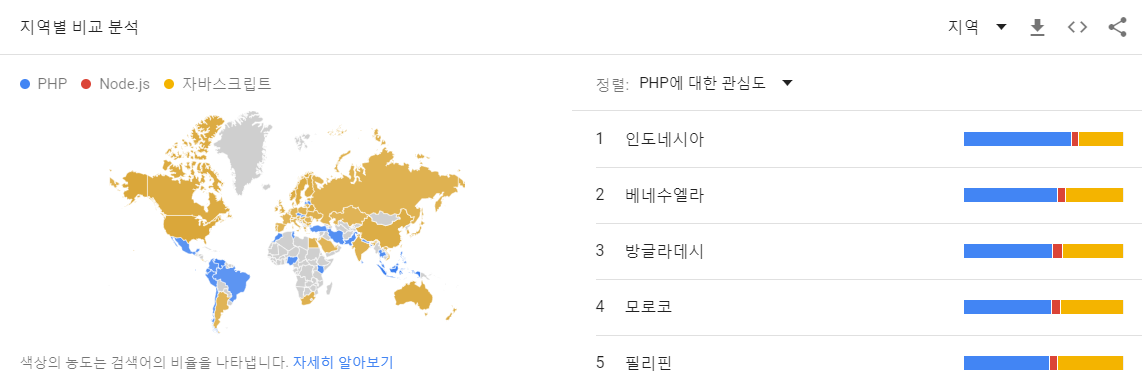 지역별 비교 분석
지역
PHP Node.js 자바스크립트
정렬: PHP에 대한 관심도
1 인도네시아
2 베네수엘라
3 방글라데시
4 모로코
5 필리핀
색상의 농도는 검색어의 비율을 나타냅니다. 자세히 알아보기